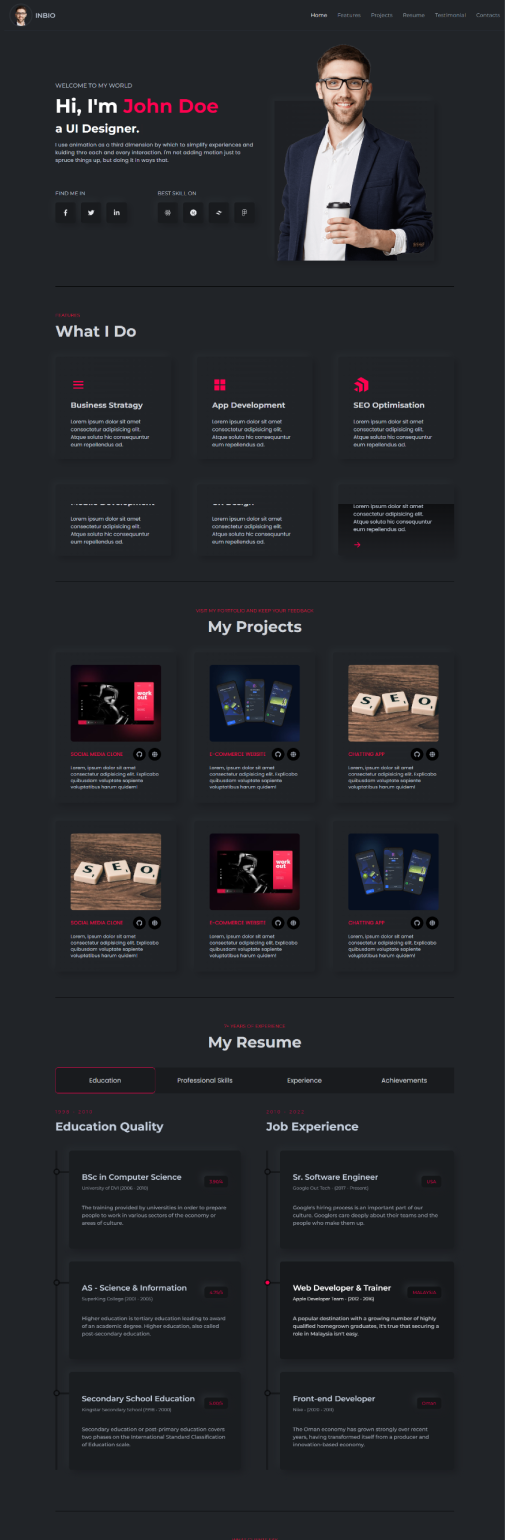 INBIO
Home Features Projects Resume Testimonial Contacts
WELCOME TO MY WORLD
Hi, I'm John Doe
a UI Designer.
I use animation as a third dimension by which to simplify experiences and
kuiding thro each and every interaction. I'm not adding motion just to
spruce things up, but doing it in ways that.
FIND ME IN
BEST SKILL ON
FEATURES
What I Do
Business Stratagy
Lorem ipsum dolor sit amet
consectetur adipisicing elit.
Atque soluta hic consequuntur
eum repellendus ad.
App Development
Lorem ipsum dolor sit amet
consectetur adipisicing elit.
Atque soluta hic consequuntur
eum repellendus ad.
SEO Optimisation
Lorem ipsum dolor sit amet
consectetur adipisicing elit.
Atque soluta hic consequuntur
eum repellendus ad.
Mobile Development
Lorem ipsum dolor sit amet
consectetur adipisicing elit.
Atque soluta hic consequuntur
eum repellendus ad.
UX Design
Lorem ipsum dolor sit amet
consectetur adipisicing elit.
Atque soluta hic consequuntur
eum repellendus ad.
Lorem ipsum dolor sit amet
consectetur adipisicing elit.
Atque soluta hic consequuntur
eum repellendus ad.
VISIT MY PORTFOLIO AND KEEP YOUR FEEDBACK
My Projects
work
out
SOCIAL MEDIA CLONE
Lorem, ipsum dolor sit amet
consectetur adipisicing elit. Explicabo
quibusdam voluptate sapiente
voluptatibus harum quidem!
E-COMMERCE WEBSITE
Lorem, ipsum dolor sit amet
consectetur adipisicing elit. Explicabo
quibusdam voluptate sapiente
voluptatibus harum quidem!
SEO
CHATTING APP
Lorem, ipsum dolor sit amet
consectetur adipisicing elit. Explicabo
quibusdam voluptate sapiente
voluptatibus harum quidem!
SEO
SOCIAL MEDIA CLONE
Lorem, ipsum dolor sit amet
consectetur adipisicing elit. Explicabo
quibusdam voluptate sapiente
voluptatibus harum quidem!
work
out
E-COMMERCE WEBSITE
Lorem, ipsum dolor sit amet
consectetur adipisicing elit. Explicabo
quibusdam voluptate sapiente
voluptatibus harum quidem!
CHATTING APP
Lorem, ipsum dolor sit amet
consectetur adipisicing elit. Explicabo
quibusdam voluptate sapiente
voluptatibus harum quidem!
My Resume
Education Professional Skills Experience Achievements
Education Quality
BSc in Computer Science
University of DVI (2006 - 2010)
The training provided by universities in order to prepare
people to work in various sectors of the economy or
areas of culture.
AS - Science & Information
SuperKing College (2001 - 2005)
Higher education is tertiary education leading to award
of an academic degree. Higher education, also called
post-secondary education.
Secondary School Education
Kingstar Secondary School (1998 - 2000)
Secondary education or post-primary education covers
two phases on the International Standard Classification
of Education scale.
Job Experience
Sr. Software Engineer
Google Out Tech - (2017 - Present)
USA
Google's hiring process is an important part of our
culture. Googlers care deeply about their teams and the
people who make them up.
Web Developer & Trainer
Apple Developer Team - (2012 - 2016)
MALAYSIA
A popular destination with a growing number of highly
qualified homegrown graduates, it's true that securing a
role in Malaysia isn't easy.
Front-end Developer
Nike - (2020 - 2011)
OMAN
The Oman economy has grown strongly over recent
years, having transformed itself from a producer and
innovation-based economy.